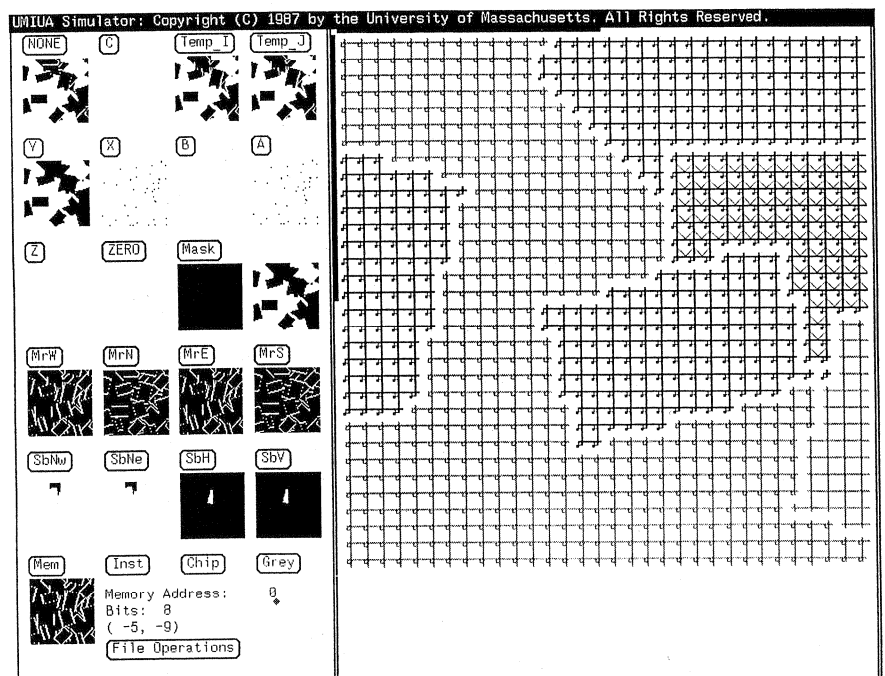 UMIUA Simulator: Copyright (C) 1987 by the University of Massachusetts. All Rights Reserved.
NONE C Temp_I Temp_J
Y X B A
Z ZERO Mask
MrW MrN MrE MrS
SbNw SbNe SbH SbV
Mem Inst Chip Grey
Memory Address: 0
Bits: 8
( -5, -9)
File Operations